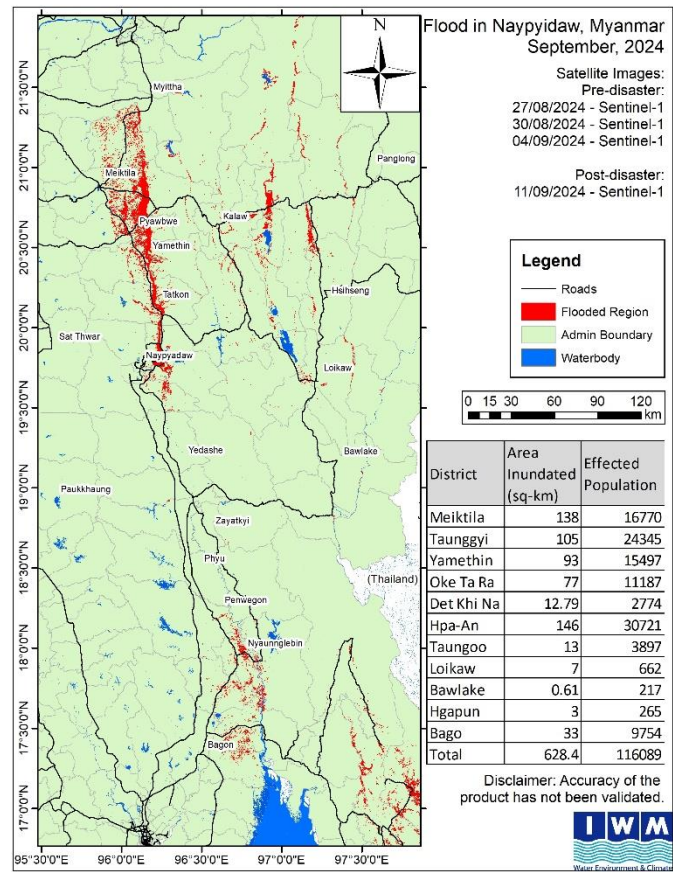 Flood in Naypyidaw, Myanmar
September, 2024
Satellite Images:
Pre-disaster:
27/08/2024 - Sentinel-1
30/08/2024 - Sentinel-1
04/09/2024 - Sentinel-1
Post-disaster:
11/09/2024 - Sentinel-1
Legend
Roads
Flooded Region
Admin Boundary
Waterbody
0 15 30 60 90 120
km
District Area Inundated (sq-km) Effected Population
Meiktila 138 16770
Taunggyi 105 24345
Yamethin 93 15497
Oke Ta Ra 77 11187
Det Khi Na 12.79 2774
Hpa-An 146 30721
Taungoo 13 3897
Loikaw 7 662
Bawlake 0.61 217
Hgapun 3 265
Bago 33 9754
Total 628.4 116089
Disclaimer: Accuracy of the
product has not been validated.
IWM
Water Environment & Climate
Myittha
Panglong
Meiktila
Pyawbwe
Kalaw
Yamethin
Hsihseng
Tatkon
Sat Thwar
Naypyadaw
Loikaw
Yedashe
Bawlake
Paukkhaung
Zayatkyi
Phyu
(Thailand)
Penwegon
Nyaunnglebin
Bagon
21°30'0"N
21°0'0"N
20°30'0"N
20°0'0"N
19°30'0"N
19°0'0"N
18°30'0"N
18°0'0"N
17°30'0"N
17°0'0"N
95°30'0"E 96°0'0"E 96°30'0"E 97°0'0"E 97°30'0"E